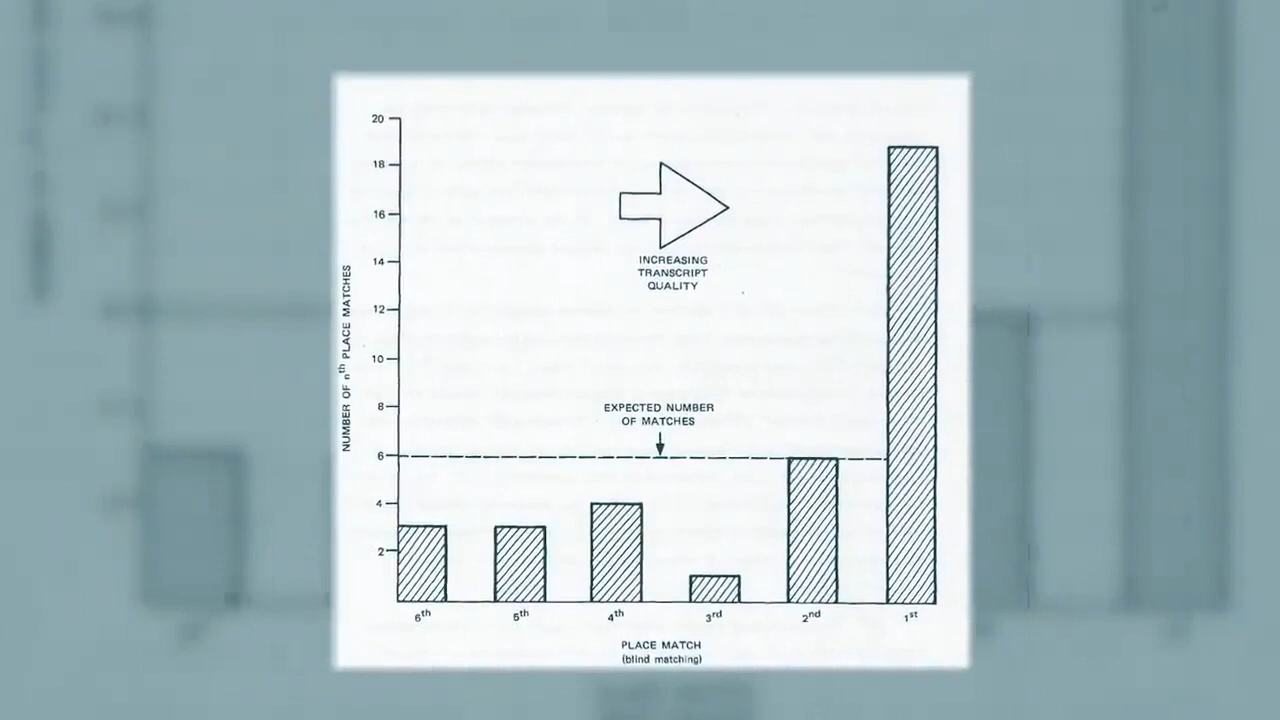 20
18
16
14
12
10
8
6
4
2
NUMBER OF nth PLACE MATCHES
INCREASING
TRANSCRIPT
QUALITY
EXPECTED NUMBER
OF MATCHES
6th
5th
4th
3rd
2nd
1st
PLACE MATCH
(blind matching)